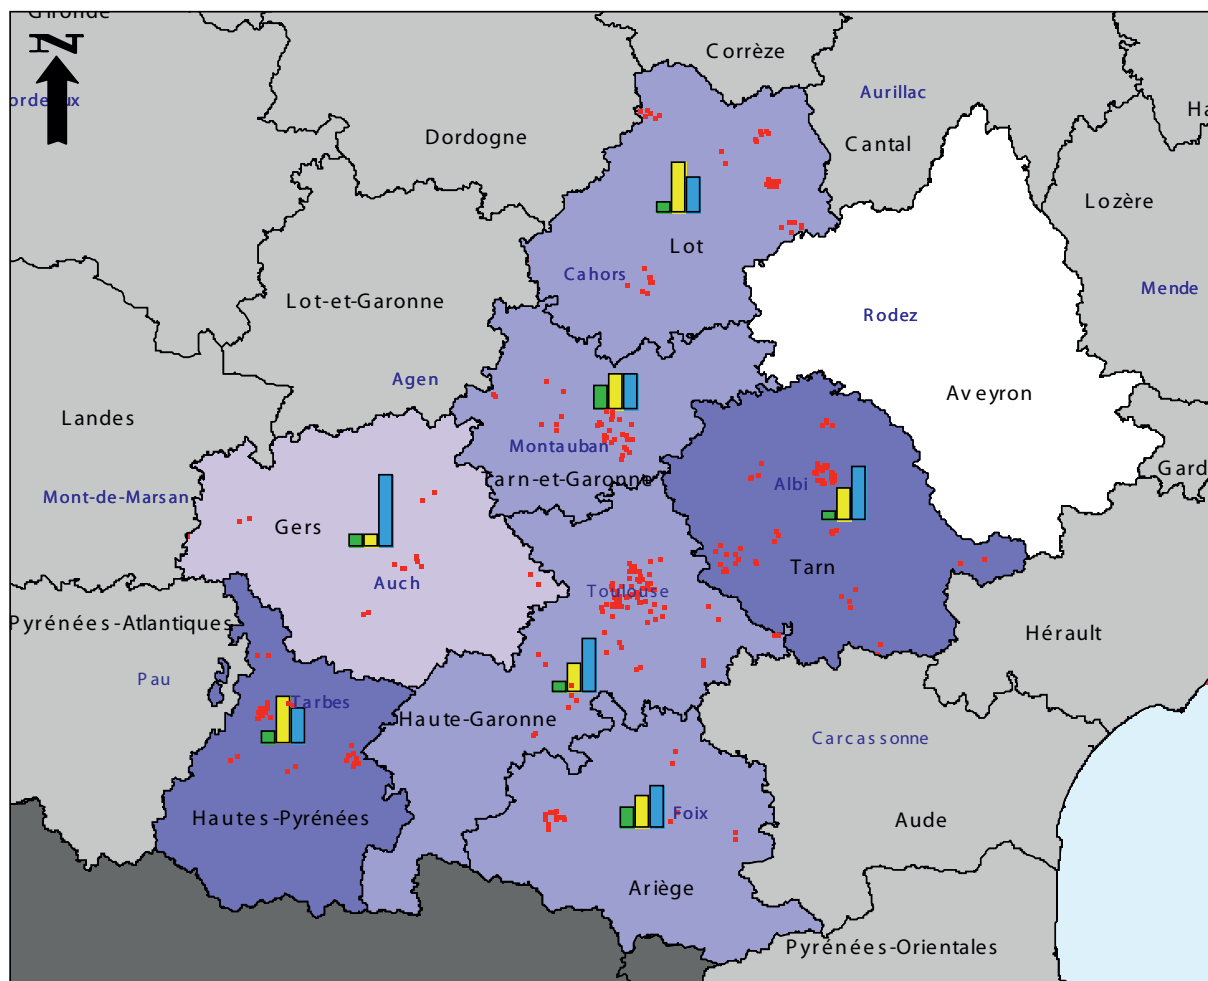 Gironde
N
Corrèze
Aurillac
Dordogne
Cantal
Lozère
Lot
Cahors
Mende
Lot-et-Garonne
Rodez
Agen
Aveyron
Landes
Montauban
Gard
Tarn-et-Garonne
Albi
Mont-de-Marsan
Gers
Tarn
Auch
Toulouse
Pyrénées-Atlantiques
Hérault
Pau
Tarbes
Haute-Garonne
Carcassonne
Hautes-Pyrénées
Foix
Aude
Ariège
Pyrénées-Orientales